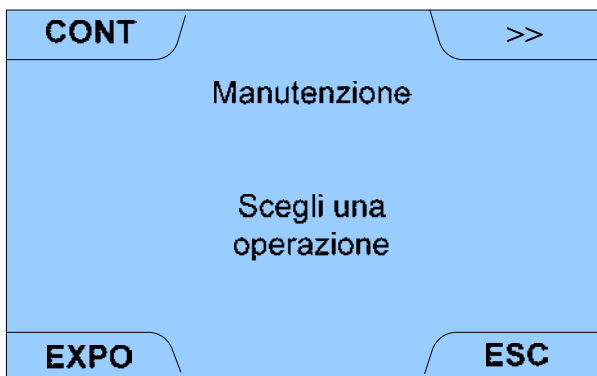 CONT >>
Manutenzione
Scegli una
operazione
EXPO ESC